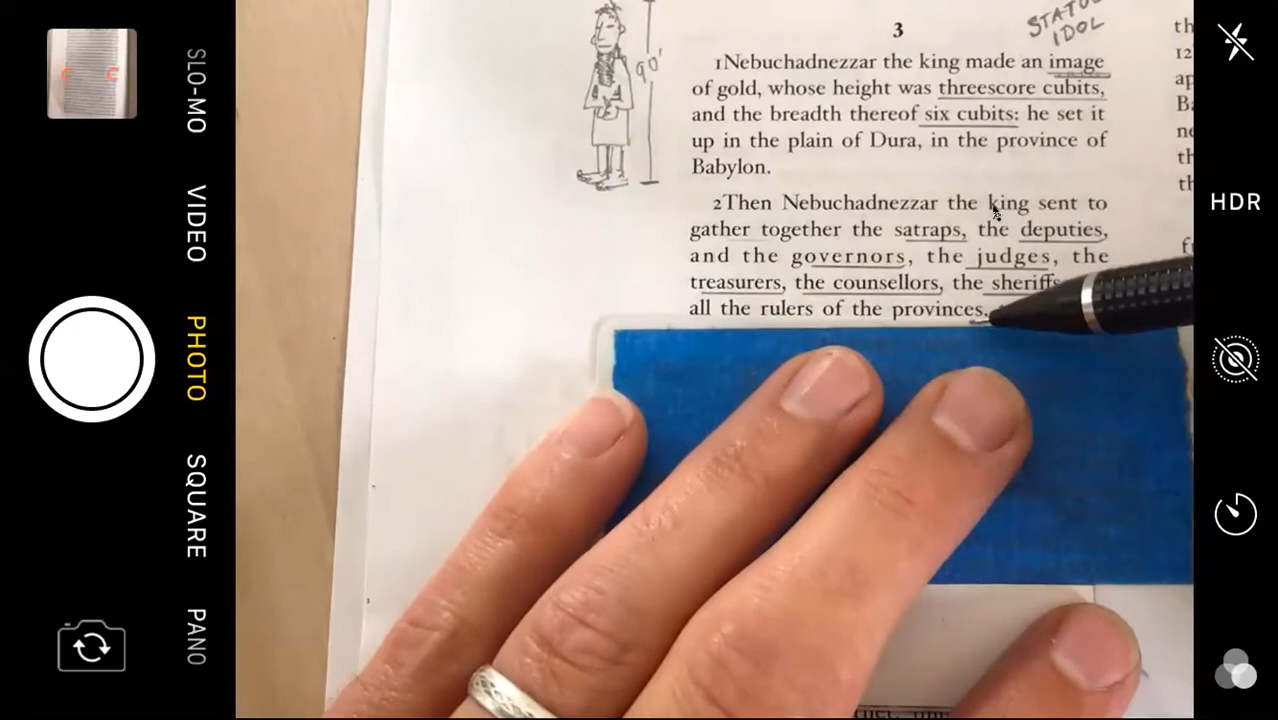 SLO-MO
VIDEO
PHOTO
SQUARE
PANO
HDR
STATUE
IDOL
90'
3
1Nebuchadnezzar the king made an image
of gold, whose height was threescore cubits,
and the breadth thereof six cubits: he set it
up in the plain of Dura, in the province of
Babylon.
2Then Nebuchadnezzar the king sent to
gather together the satraps, the deputies,
and the governors, the judges, the
treasurers, the counsellors, the sheriffs
all the rulers of the provinces,
th
12